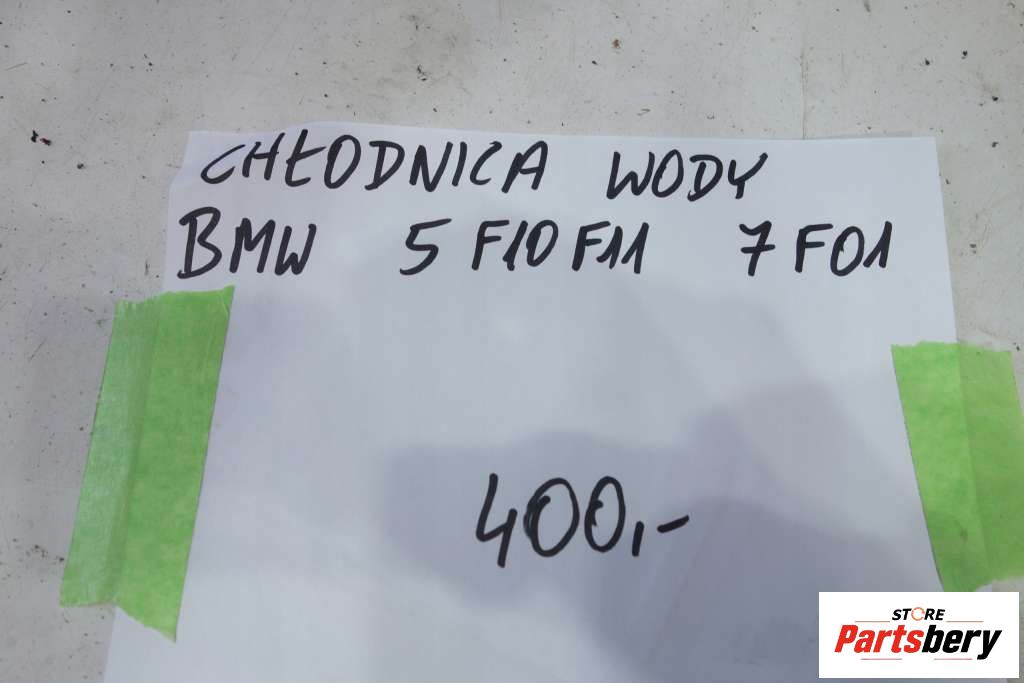 CHŁODNICA WODY
BMW 5 F10 F11 7 F01
400,-
STORE
Partsbery